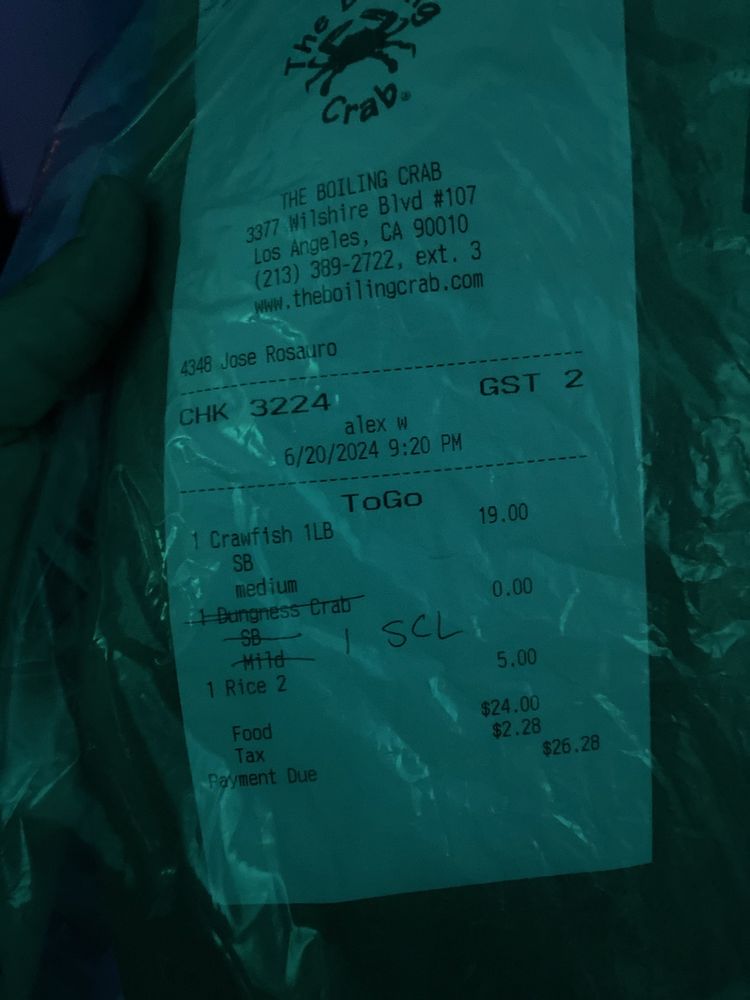 The Boiling
Crab®
THE BOILING CRAB
3377 Wilshire Blvd #107
Los Angeles, CA 90010
(213) 389-2722, ext. 3
www.theboilingcrab.com
4348 Jose Rosauro
CHK 3224 GST 2
alex w
6/20/2024 9:20 PM
ToGo
1 Crawfish 1LB 19.00
SB
medium
1 Dungness Crab 0.00
SB
1 SCL
Mild
1 Rice 2 5.00
Food $24.00
Tax $2.28
Payment Due $26.28